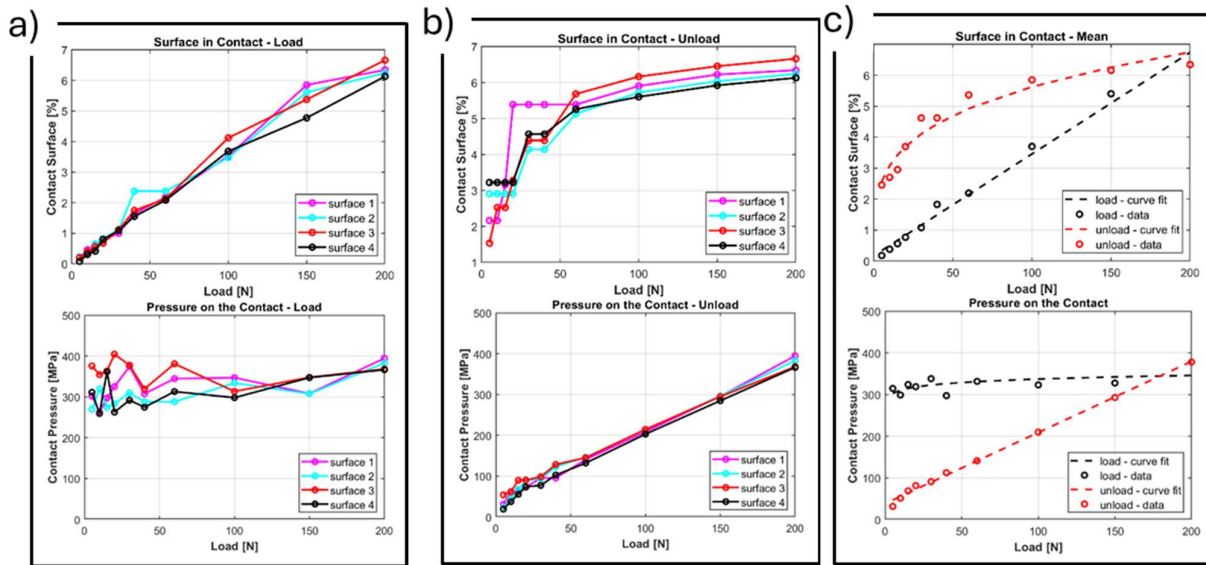 a)
Surface in Contact - Load
Contact Surface [%]
7
6
5
4
3
2
1
0
0 50 100 150 200
Load [N]
surface 1
surface 2
surface 3
surface 4
Pressure on the Contact - Load
Contact Pressure [MPa]
500
400
300
200
100
0
0 50 100 150 200
Load [N]
surface 1
surface 2
surface 3
surface 4
b)
Surface in Contact - Unload
Contact Surface [%]
7
6
5
4
3
2
1
0
0 50 100 150 200
Load [N]
surface 1
surface 2
surface 3
surface 4
Pressure on the Contact - Unload
Contact Pressure [MPa]
500
400
300
200
100
0
0 50 100 150 200
Load [N]
surface 1
surface 2
surface 3
surface 4
c)
Surface in Contact - Mean
Contact Surface [%]
7
6
5
4
3
2
1
0
0 50 100 150 200
Load [N]
load - curve fit
load - data
unload - curve fit
unload - data
Pressure on the Contact
Contact Pressure [MPa]
500
400
300
200
100
0
0 50 100 150 200
Load [N]
load - curve fit
load - data
unload - curve fit
unload - data